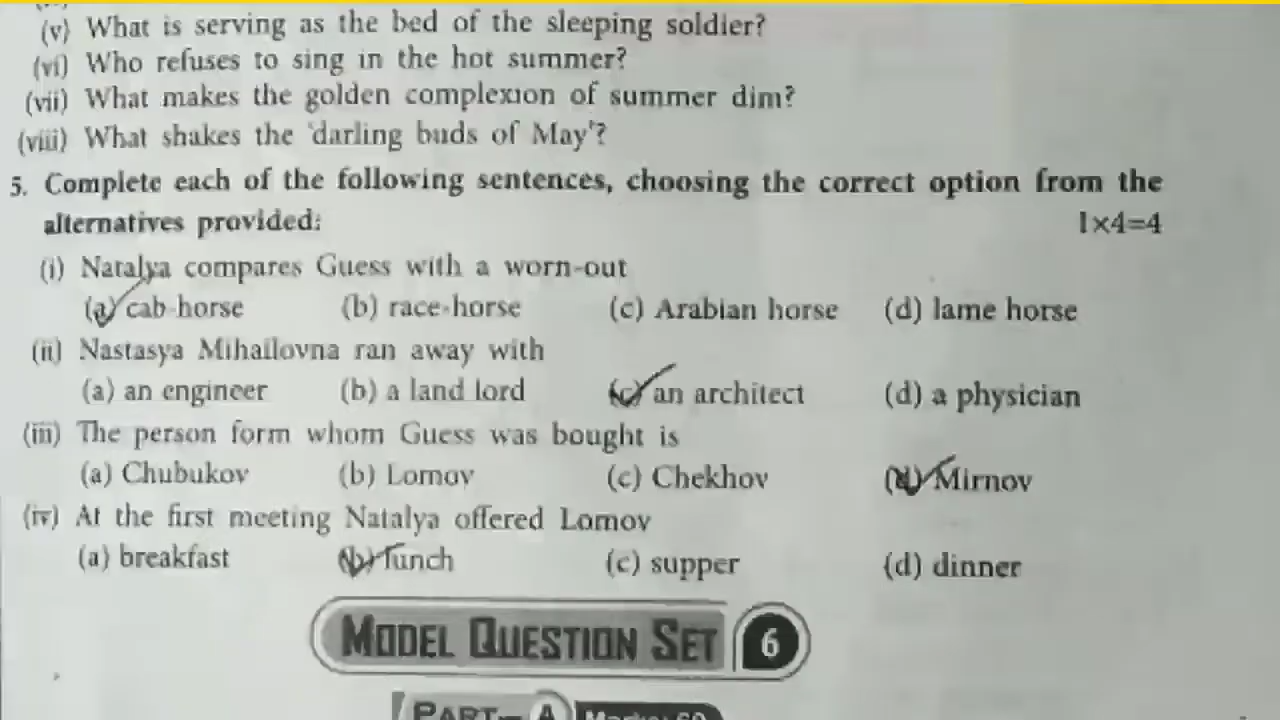 (v) What is serving as the bed of the sleeping soldier?
(vi) Who refuses to sing in the hot summer?
(vii) What makes the golden complexion of summer dim?
(viii) What shakes the 'darling buds of May'?
5. Complete each of the following sentences, choosing the correct option from the
alternatives provided: 1×4=4
(i) Natalya compares Guess with a worn-out
(a) cab-horse (b) race-horse (c) Arabian horse (d) lame horse
(ii) Nastasya Mihailovna ran away with
(a) an engineer (b) a land lord (c) an architect (d) a physician
(iii) The person form whom Guess was bought is
(a) Chubukov (b) Lomov (c) Chekhov (d) Mirnov
(iv) At the first meeting Natalya offered Lomov
(a) breakfast (b) lunch (c) supper (d) dinner
MODEL QUESTION SET 6
PART— A